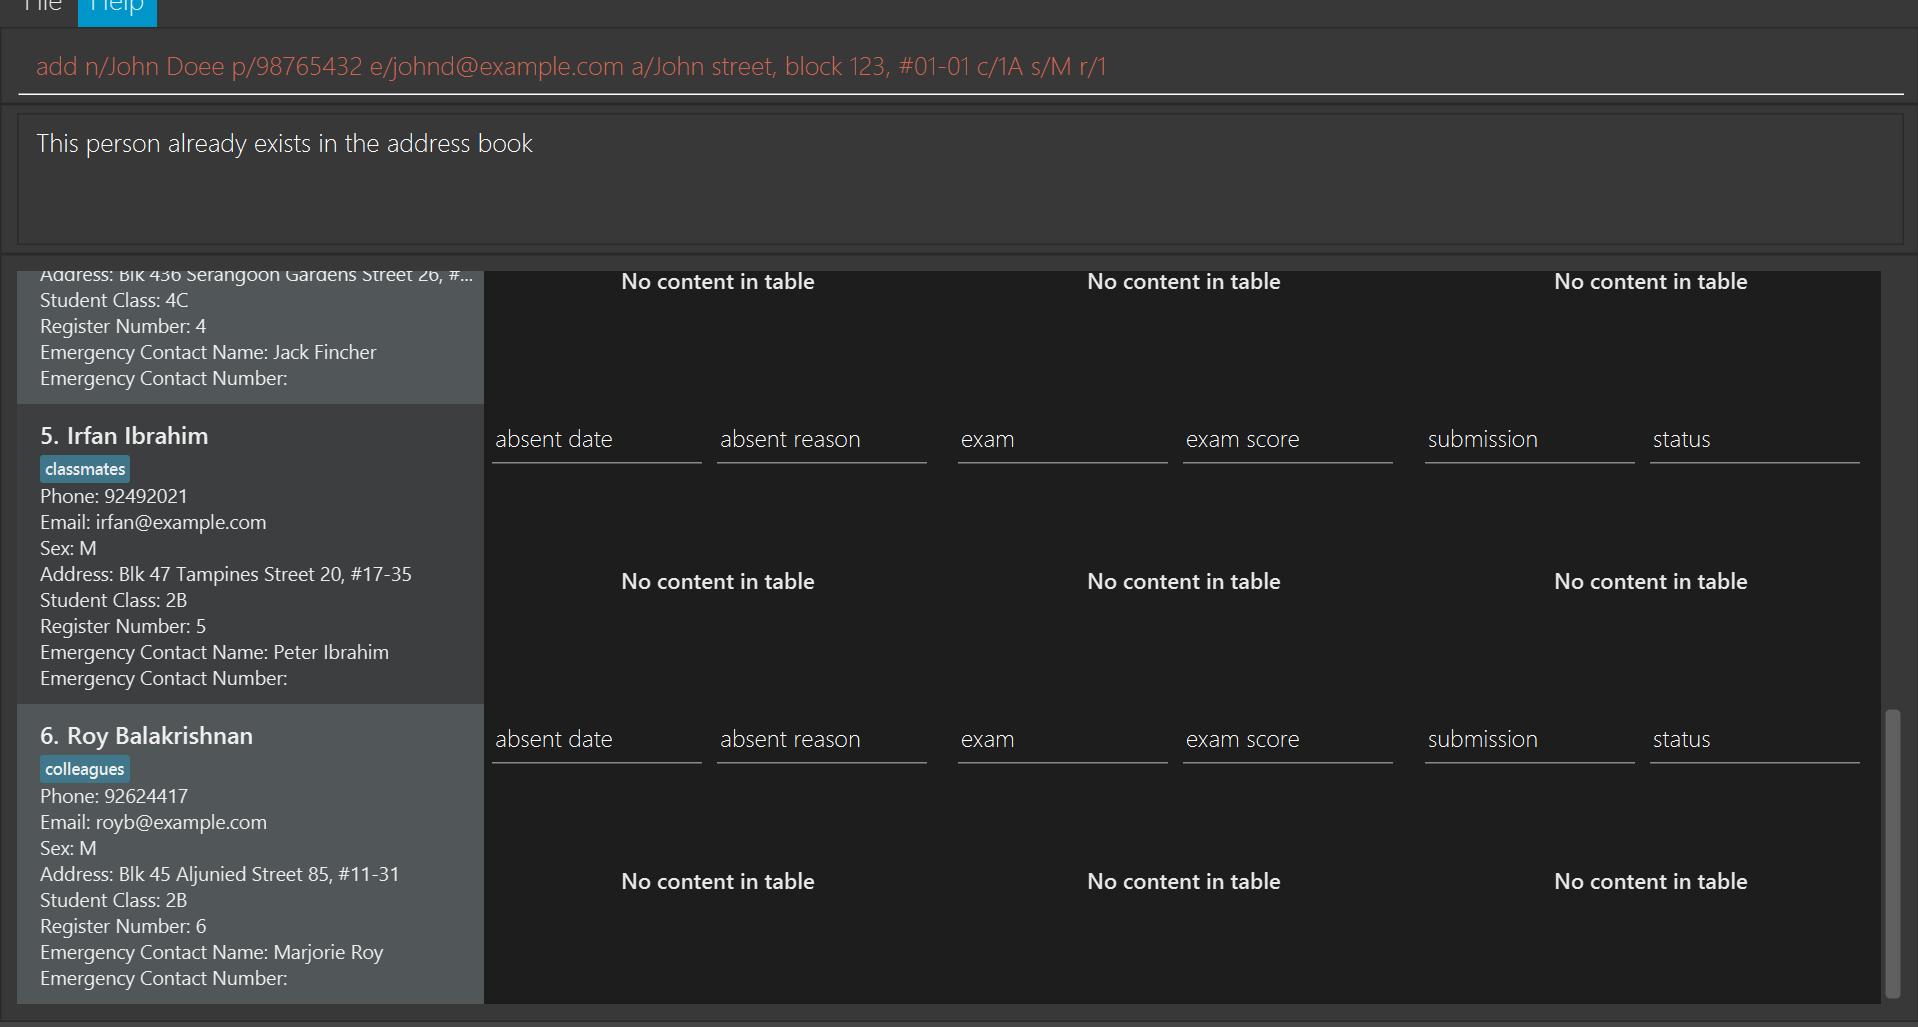 File Help
add n/John Doee p/98765432 e/johnd@example.com a/John street, block 123, #01-01 c/1A s/M r/1
This person already exists in the address book
Address: Blk 436 Serangoon Gardens Street 26, #...
Student Class: 4C
Register Number: 4
Emergency Contact Name: Jack Fincher
Emergency Contact Number:
No content in table No content in table No content in table
5. Irfan Ibrahim
classmates
Phone: 92492021
Email: irfan@example.com
Sex: M
Address: Blk 47 Tampines Street 20, #17-35
Student Class: 2B
Register Number: 5
Emergency Contact Name: Peter Ibrahim
Emergency Contact Number:
absent date absent reason exam exam score submission status
No content in table No content in table No content in table
6. Roy Balakrishnan
colleagues
Phone: 92624417
Email: royb@example.com
Sex: M
Address: Blk 45 Aljunied Street 85, #11-31
Student Class: 2B
Register Number: 6
Emergency Contact Name: Marjorie Roy
Emergency Contact Number:
absent date absent reason exam exam score submission status
No content in table No content in table No content in table